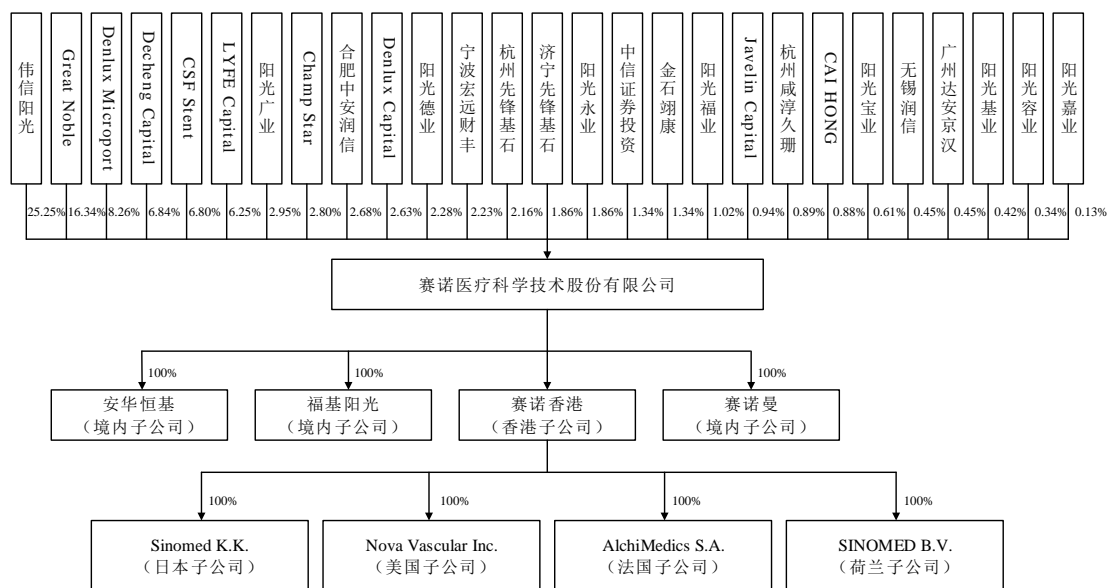 伟信阳光
Great Noble
Denlux Microport
Decheng Capital
CSF Stent
LYFE Capital
阳光广业
Champ Star
合肥中安润信
Denlux Capital
阳光德业
宁波宏远财丰
杭州先锋基石
济宁先锋基石
阳光永业
中信证券投资
金石翊康
阳光福业
Javelin Capital
杭州咸淳久珊
CAI HONG
阳光宝业
无锡润信
广州达安京汉
阳光基业
阳光容业
阳光嘉业
25.25% 16.34% 8.26% 6.84% 6.80% 6.25% 2.95% 2.80% 2.68% 2.63% 2.28% 2.23% 2.16% 1.86% 1.86% 1.34% 1.34% 1.02% 0.94% 0.89% 0.88% 0.61% 0.45% 0.45% 0.42% 0.34% 0.13%
赛诺医疗科学技术股份有限公司
100% 100% 100% 100%
安华恒基
（境内子公司）
福基阳光
（境内子公司）
赛诺香港
（香港子公司）
赛诺曼
（境内子公司）
100% 100% 100% 100%
Sinomed K.K.
（日本子公司）
Nova Vascular Inc.
（美国子公司）
AlchiMedics S.A.
（法国子公司）
SINOMED B.V.
（荷兰子公司）